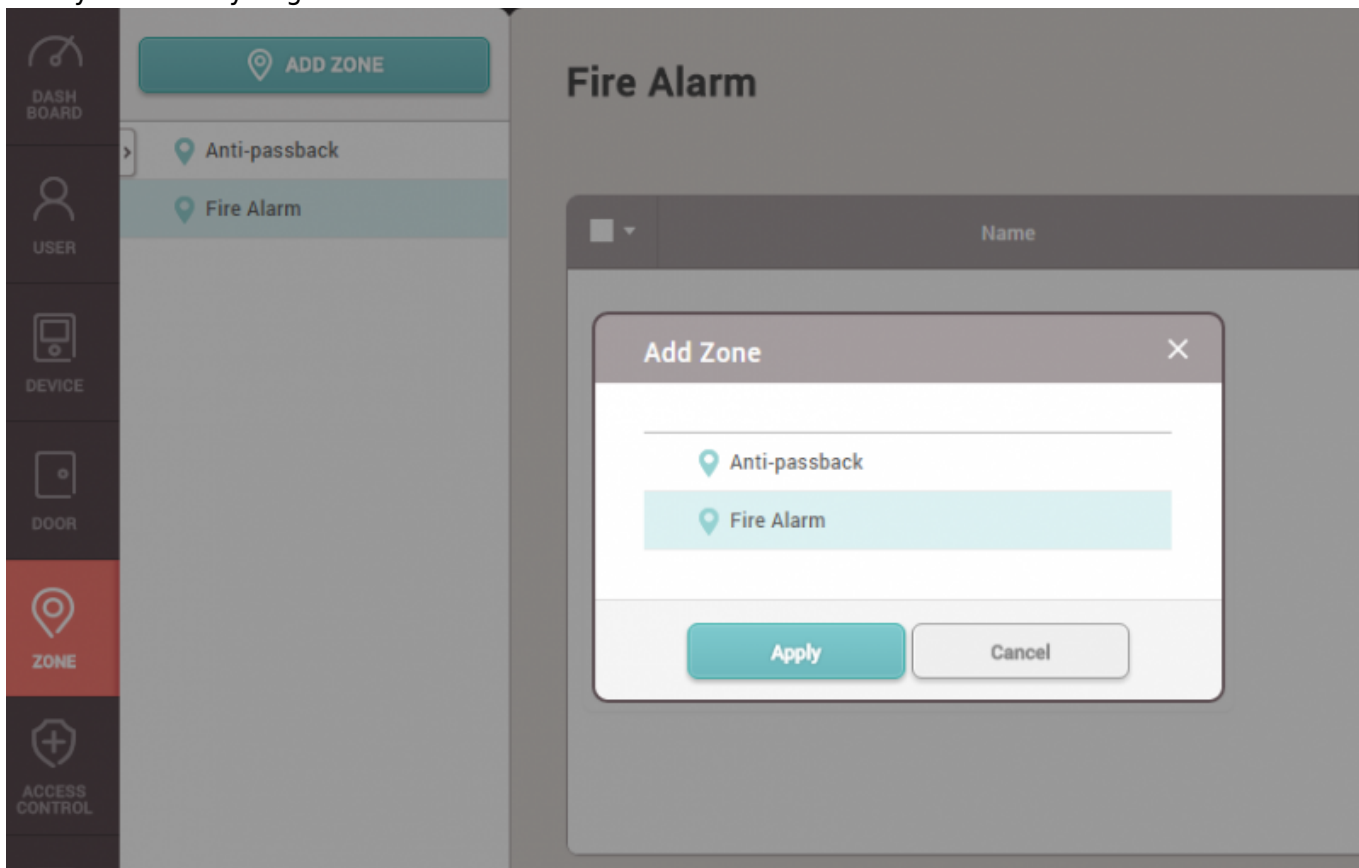 DASH
BOARD
USER
DEVICE
DOOR
ZONE
ACCESS
CONTROL
ADD ZONE
Anti-passback
Fire Alarm
Fire Alarm
Name
Add Zone
Anti-passback
Fire Alarm
Apply
Cancel